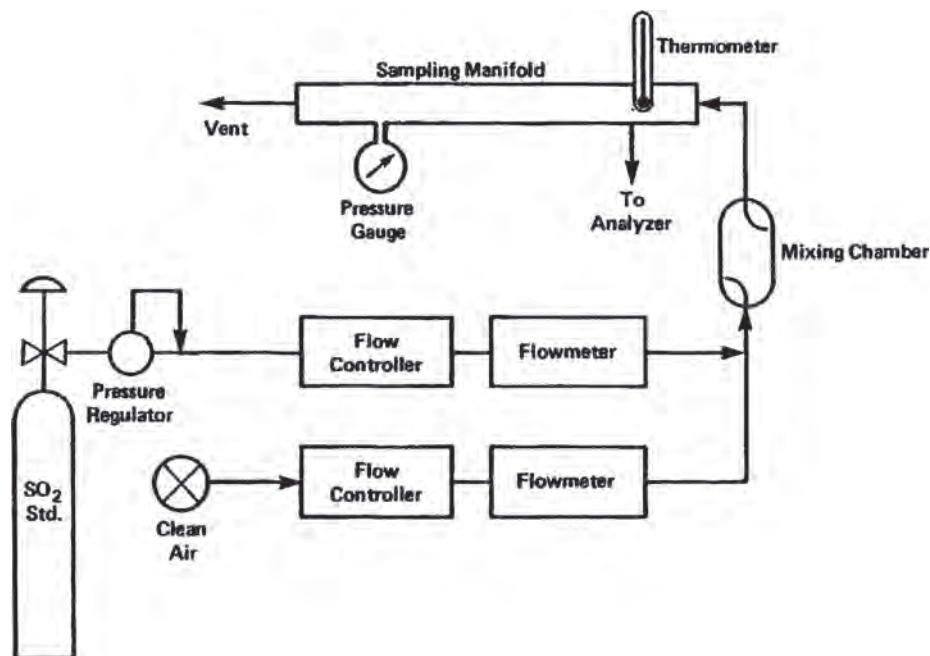 Thermometer
Sampling Manifold
Vent
Pressure
Gauge
To
Analyzer
Mixing Chamber
Flow
Controller
Flowmeter
Pressure
Regulator
SO2
Std.
Clean
Air
Flow
Controller
Flowmeter